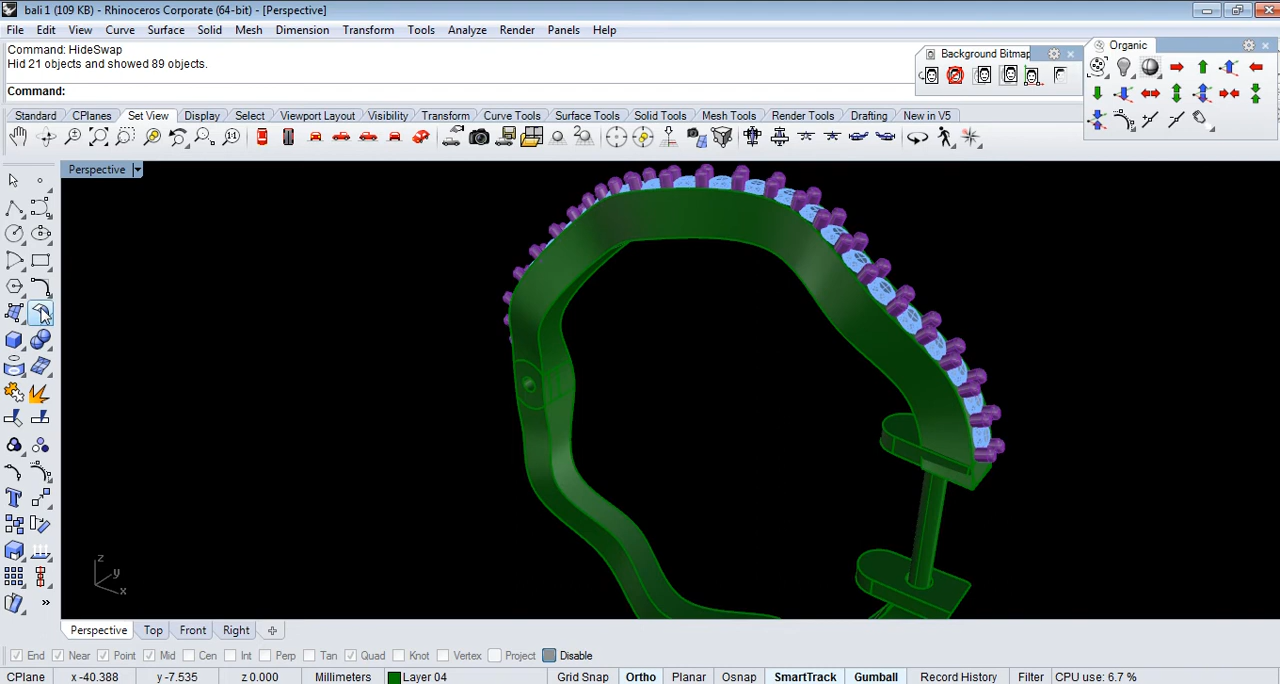 bali 1 (109 KB) - Rhinoceros Corporate (64-bit) - [Perspective]
File Edit View Curve Surface Solid Mesh Dimension Transform Tools Analyze Render Panels Help
Command: HideSwap
Hid 21 objects and showed 89 objects.
Command:
Background Bitmap
Organic
Standard CPlanes Set View Display Select Viewport Layout Visibility Transform Curve Tools Surface Tools Solid Tools Mesh Tools Render Tools Drafting New in V5
Perspective
z
y
x
Perspective Top Front Right
End Near Point Mid Cen Int Perp Tan Quad Knot Vertex Project Disable
CPlane x -40.388 y -7.535 z 0.000 Millimeters Layer 04 Grid Snap Ortho Planar Osnap SmartTrack Gumball Record History Filter CPU use: 6.7 %